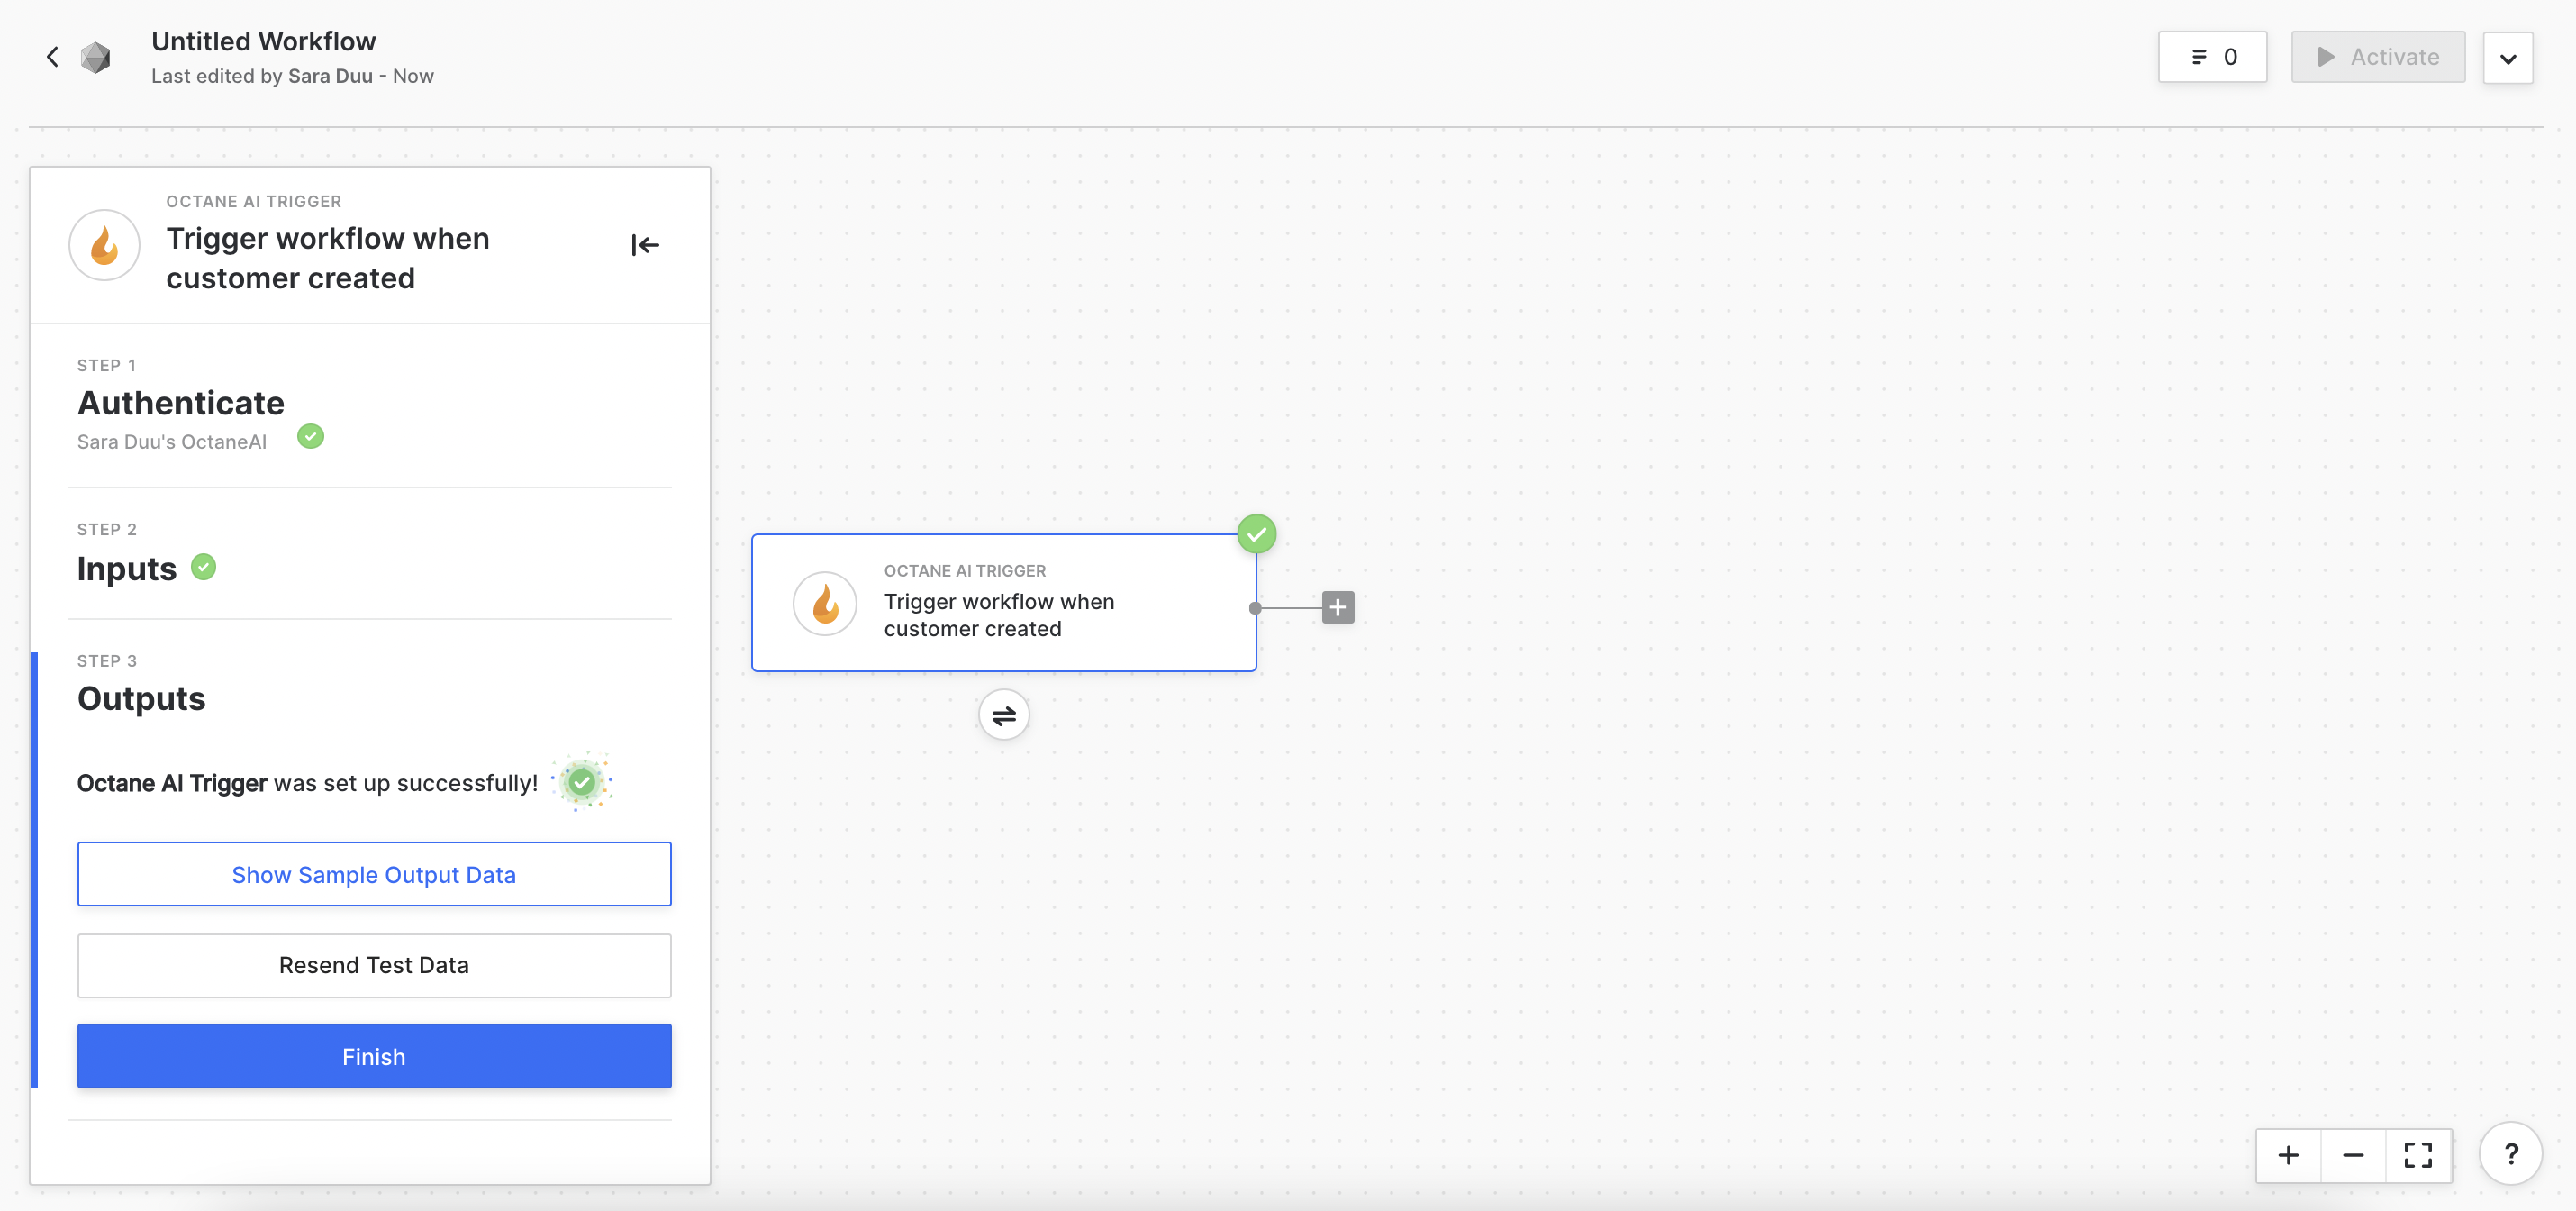 Untitled Workflow
Last edited by Sara Duu - Now
0
Activate
OCTANE AI TRIGGER
Trigger workflow when
customer created
STEP 1
Authenticate
Sara Duu's OctaneAI
STEP 2
Inputs
STEP 3
Outputs
Octane AI Trigger was set up successfully!
Show Sample Output Data
Resend Test Data
Finish
OCTANE AI TRIGGER
Trigger workflow when
customer created
?